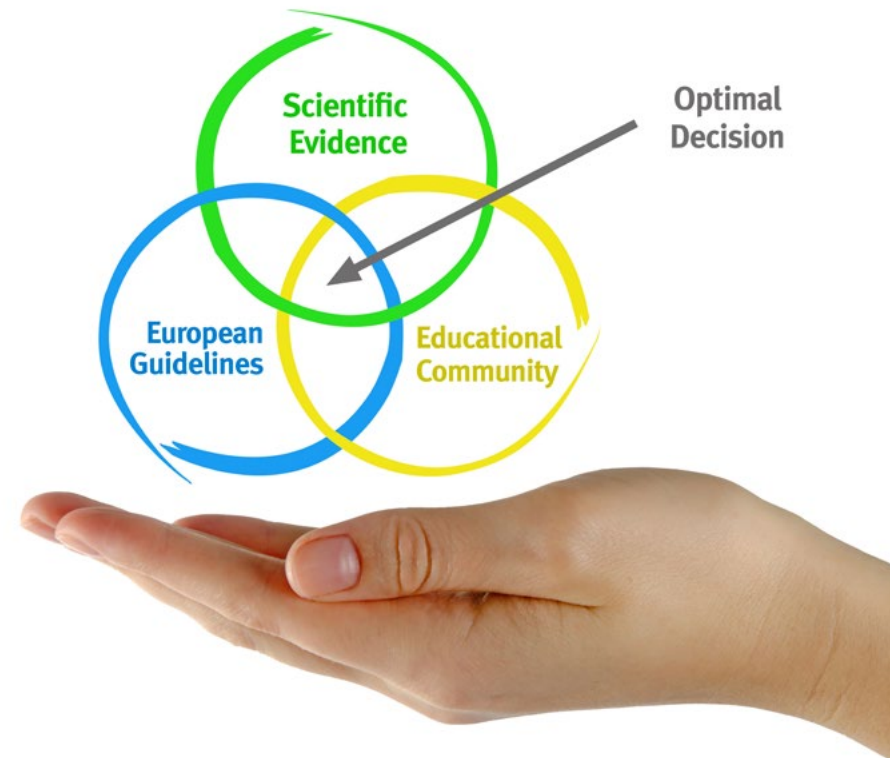 Scientific
Evidence
Optimal
Decision
European
Guidelines
Educational
Community